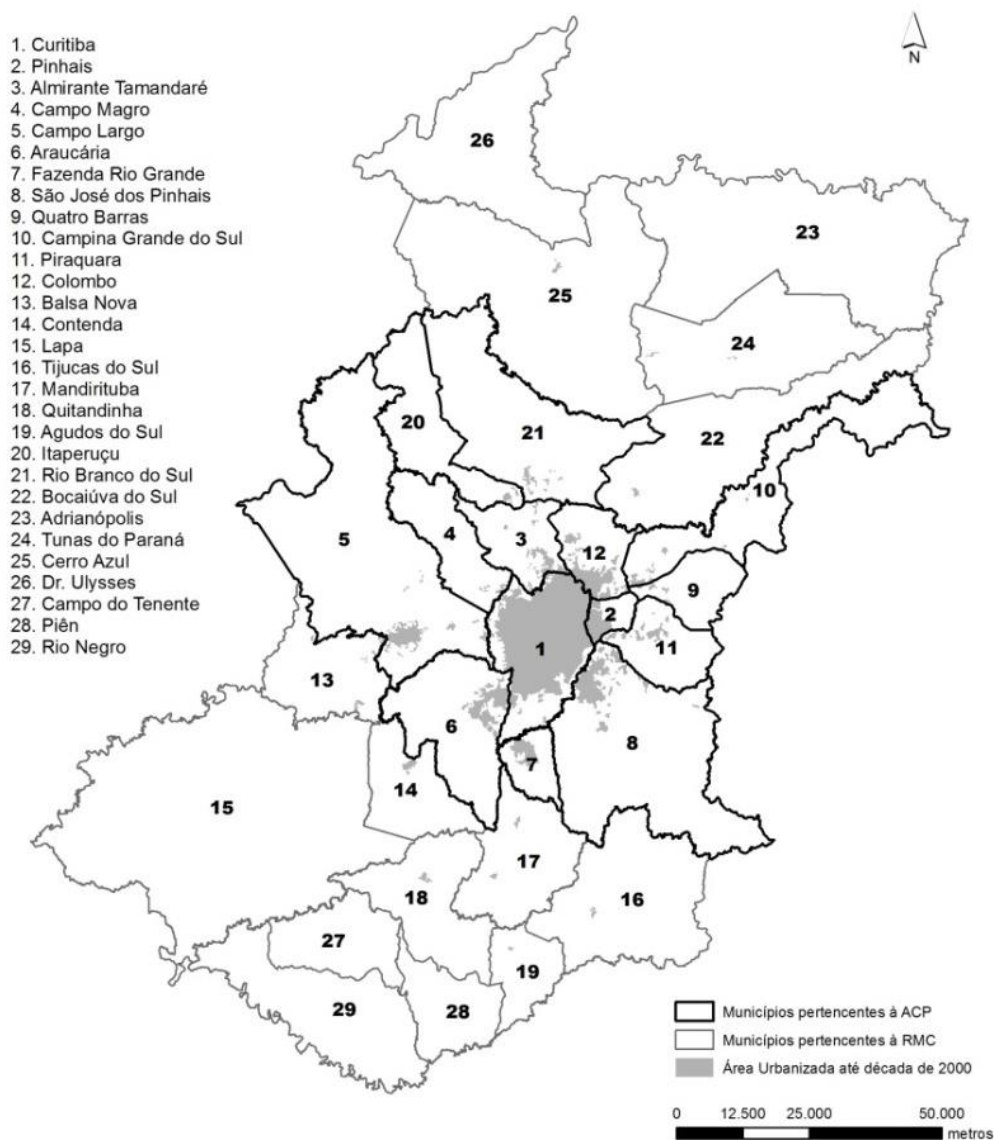 N
1. Curitiba
2. Pinhais
3. Almirante Tamandaré
4. Campo Magro
5. Campo Largo
6. Araucária
7. Fazenda Rio Grande
8. São José dos Pinhais
9. Quatro Barras
10. Campina Grande do Sul
11. Piraquara
12. Colombo
13. Balsa Nova
14. Contenda
15. Lapa
16. Tijucas do Sul
17. Mandirituba
18. Quitandinha
19. Agudos do Sul
20. Itaperuçu
21. Rio Branco do Sul
22. Bocaiúva do Sul
23. Adrianópolis
24. Tunas do Paraná
25. Cerro Azul
26. Dr. Ulysses
27. Campo do Tenente
28. Piên
29. Rio Negro
26
23
25
24
20
21
22
10
5
4
3
12
9
2
1
11
13
6
8
7
14
15
17
18
16
27
19
29
28
Municípios pertencentes à ACP
Municípios pertencentes à RMC
Área Urbanizada até década de 2000
0 12.500 25.000 50.000
metros